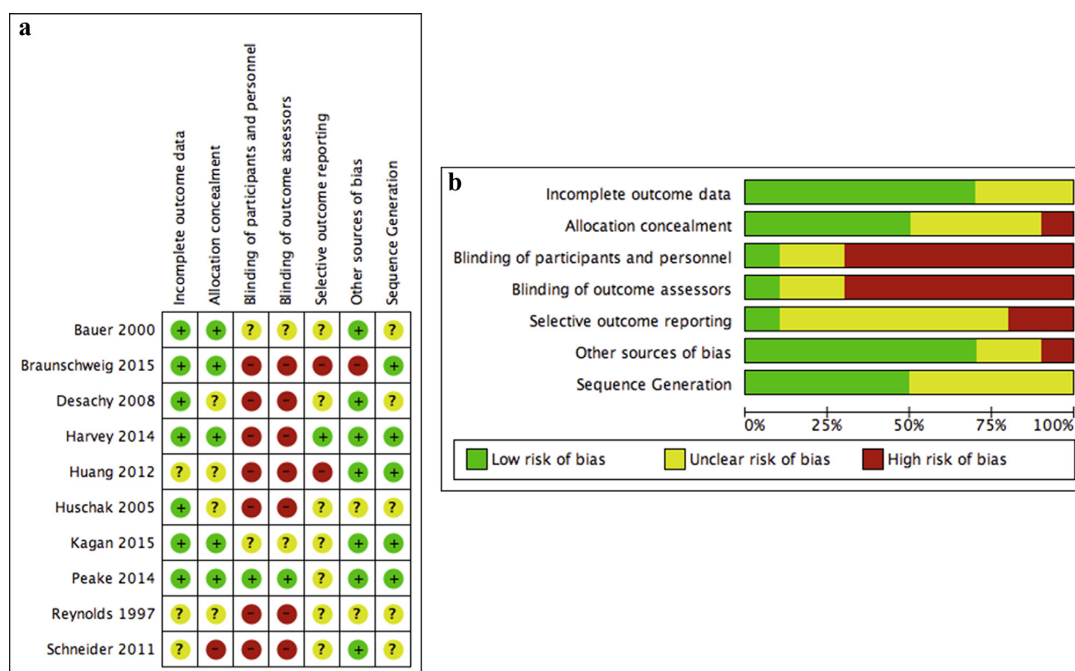 a
Incomplete outcome data
Allocation concealment
Blinding of participants and personnel
Blinding of outcome assessors
Selective outcome reporting
Other sources of bias
Sequence Generation
Bauer 2000 + + ? ? ? + ?
Braunschweig 2015 + + - - - - +
Desachy 2008 + ? - - ? + ?
Harvey 2014 + + - - + + +
Huang 2012 ? ? - - - + +
Huschak 2005 + ? - - ? ? ?
Kagan 2015 + + ? ? ? + +
Peake 2014 + + + + ? + +
Reynolds 1997 ? ? - - ? ? ?
Schneider 2011 ? - - - ? + ?
b
Incomplete outcome data
Allocation concealment
Blinding of participants and personnel
Blinding of outcome assessors
Selective outcome reporting
Other sources of bias
Sequence Generation
0% 25% 50% 75% 100%
Low risk of bias Unclear risk of bias High risk of bias